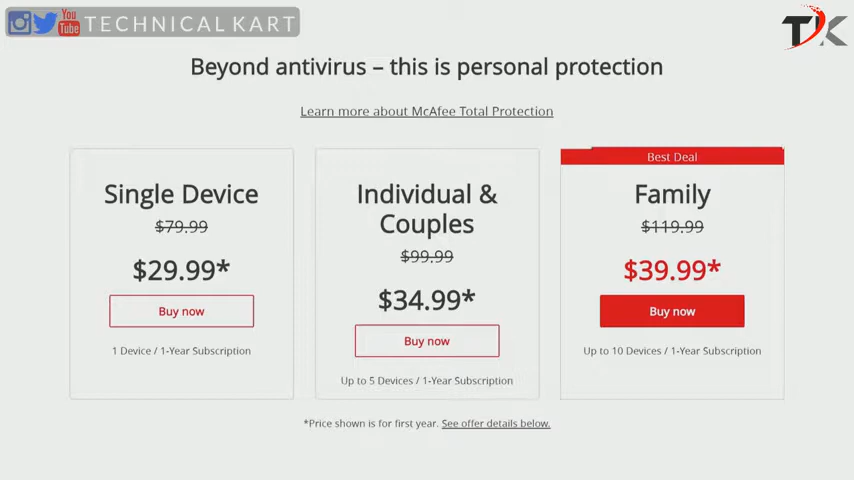 You
Tube
TECHNICAL KART
TK
Beyond antivirus – this is personal protection
Learn more about McAfee Total Protection
Single Device
$79.99
$29.99*
Buy now
1 Device / 1-Year Subscription
Individual &
Couples
$99.99
$34.99*
Buy now
Up to 5 Devices / 1-Year Subscription
Best Deal
Family
$119.99
$39.99*
Buy now
Up to 10 Devices / 1-Year Subscription
*Price shown is for first year. See offer details below.